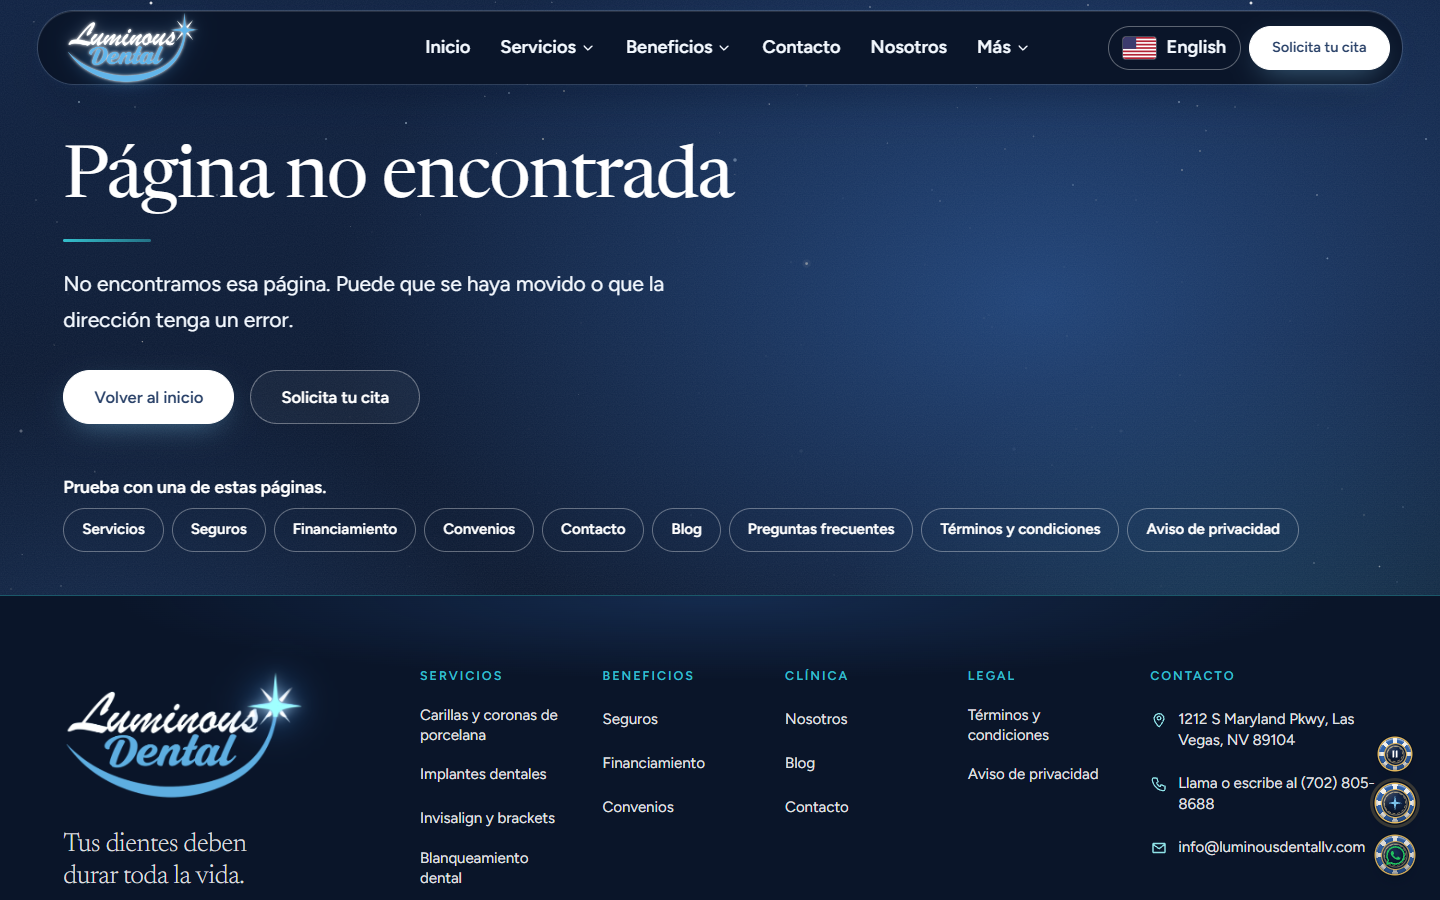 Luminous
Dental
Inicio
Servicios
Beneficios
Contacto
Nosotros
Más
English
Solicita tu cita
Página no encontrada
No encontramos esa página. Puede que se haya movido o que la
dirección tenga un error.
Volver al inicio
Solicita tu cita
Prueba con una de estas páginas.
Servicios
Seguros
Financiamiento
Convenios
Contacto
Blog
Preguntas frecuentes
Términos y condiciones
Aviso de privacidad
Luminous
Dental
Tus dientes deben
durar toda la vida.
SERVICIOS
Carillas y coronas de
porcelana
Implantes dentales
Invisalign y brackets
Blanqueamiento
dental
BENEFICIOS
Seguros
Financiamiento
Convenios
CLÍNICA
Nosotros
Blog
Contacto
LEGAL
Términos y
condiciones
Aviso de privacidad
CONTACTO
1212 S Maryland Pkwy, Las
Vegas, NV 89104
Llama o escribe al (702) 805-
8688
info@luminousdentallv.com